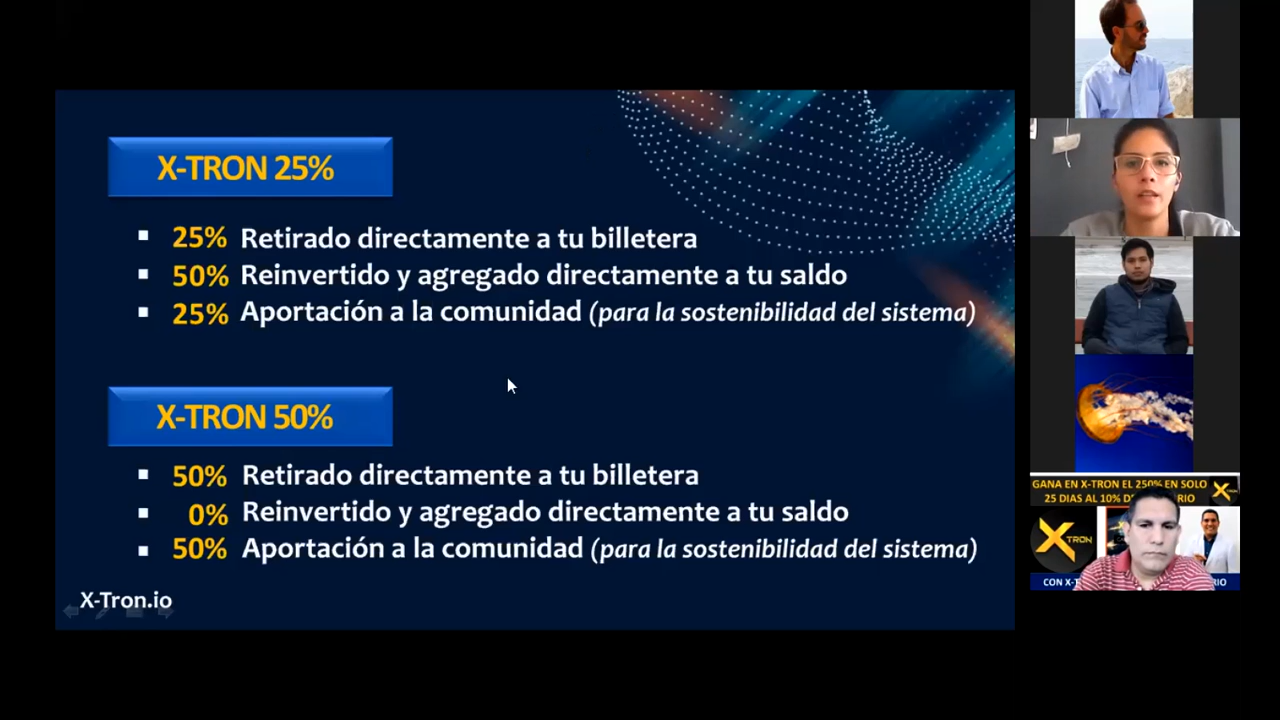 X-TRON 25%
25% Retirado directamente a tu billetera
50% Reinvertido y agregado directamente a tu saldo
25% Aportación a la comunidad (para la sostenibilidad del sistema)
X-TRON 50%
50% Retirado directamente a tu billetera
0% Reinvertido y agregado directamente a tu saldo
50% Aportación a la comunidad (para la sostenibilidad del sistema)
X-Tron.io
GANA EN X-TRON EL 250% EN SOLO
25 DIAS AL 10%
TRON
CON